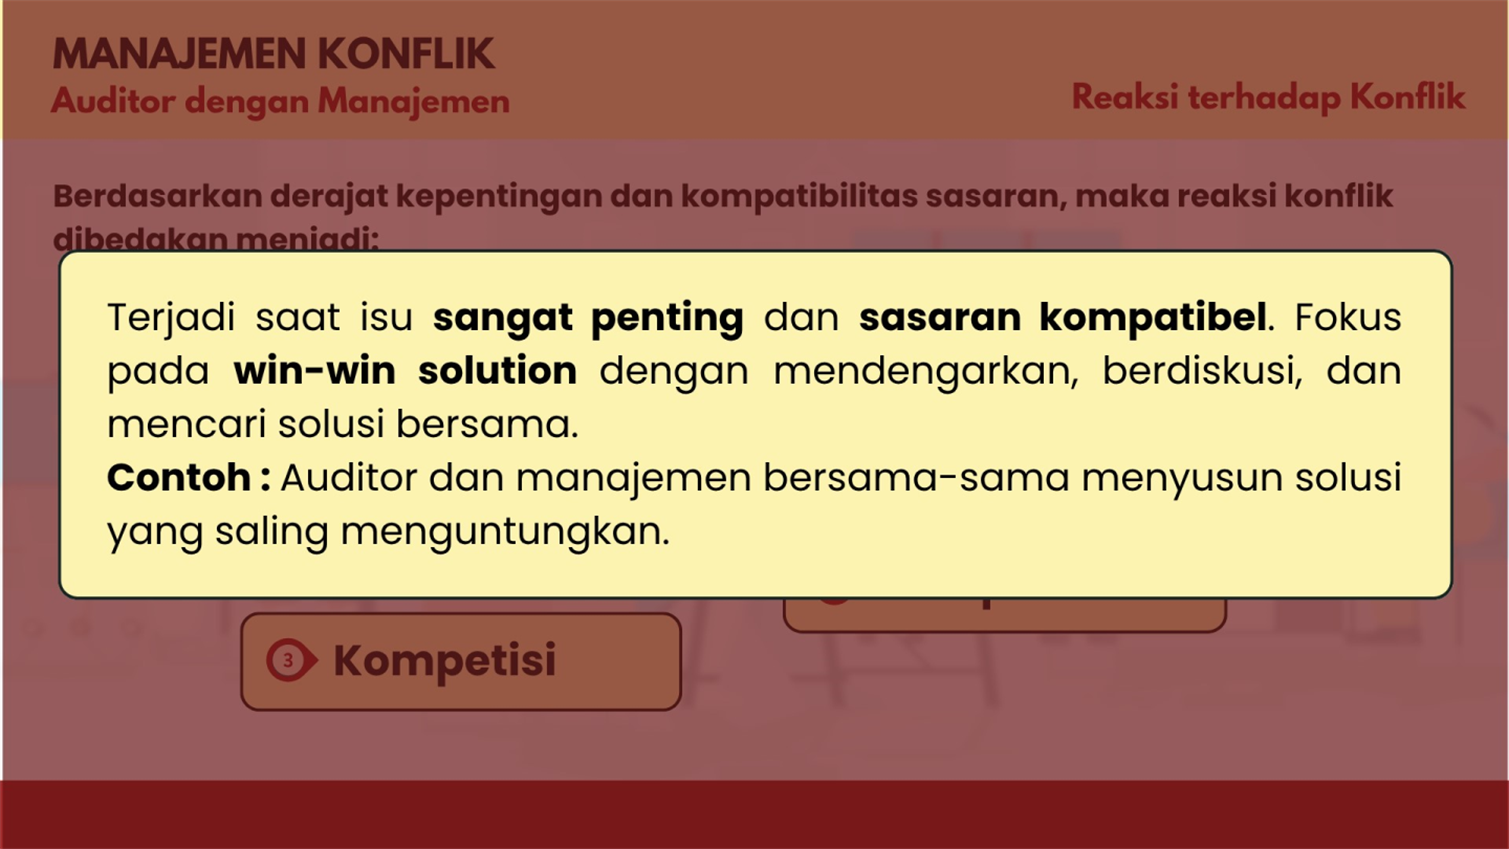 MANAJEMEN KONFLIK
Auditor dengan Manajemen
Reaksi terhadap Konflik
Berdasarkan derajat kepentingan dan kompatibilitas sasaran, maka reaksi konflik
dibedakan menjadi:
Terjadi saat isu sangat penting dan sasaran kompatibel. Fokus
pada win-win solution dengan mendengarkan, berdiskusi, dan
mencari solusi bersama.
Contoh : Auditor dan manajemen bersama-sama menyusun solusi
yang saling menguntungkan.
3 Kompetisi